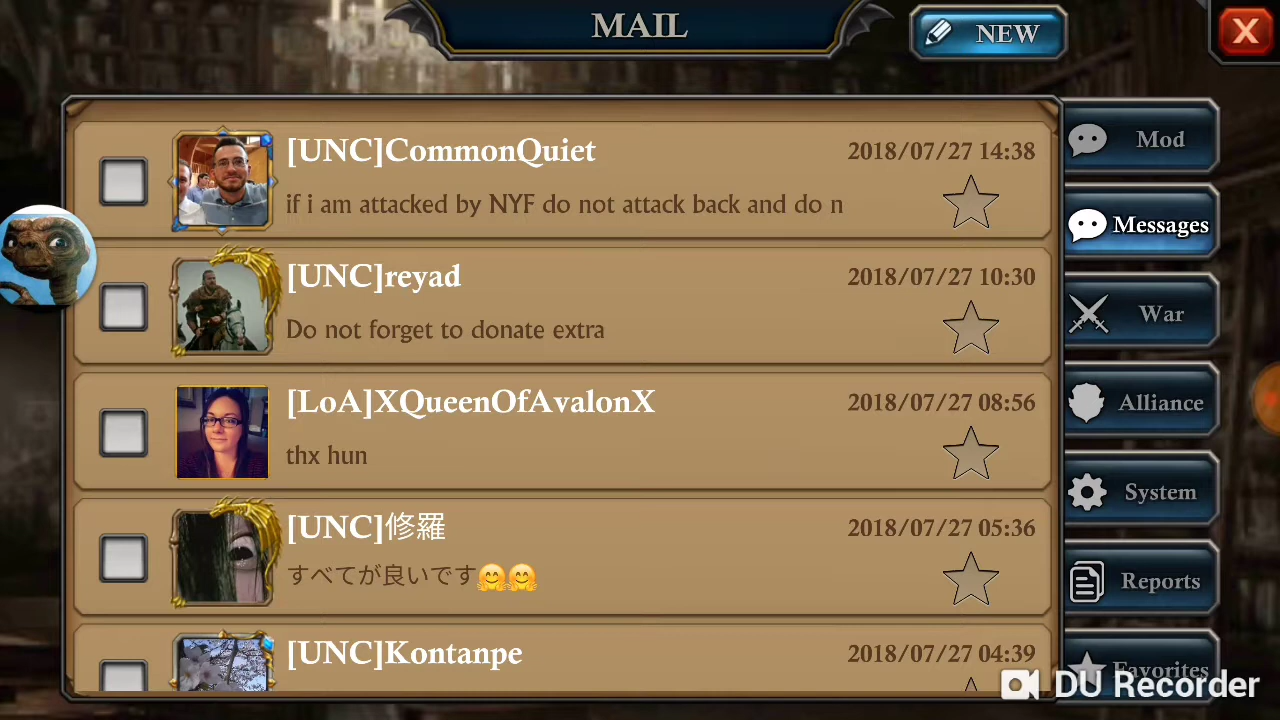 MAIL
NEW
X
[UNC]CommonQuiet
2018/07/27 14:38
if i am attacked by NYF do not attack back and do n
[UNC]reyad
2018/07/27 10:30
Do not forget to donate extra
[LoA]XQueenOfAvalonX
2018/07/27 08:56
thx hun
[UNC]修羅
2018/07/27 05:36
すべてが良いです🤗🤗
[UNC]Kontanpe
2018/07/27 04:39
Mod
Messages
War
Alliance
System
Reports
Favorites
DU Recorder